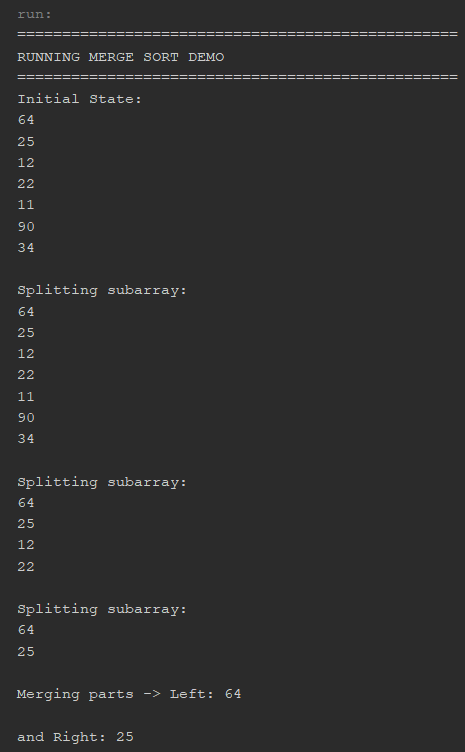 run:
=================================================
RUNNING MERGE SORT DEMO
=================================================
Initial State:
64
25
12
22
11
90
34
Splitting subarray:
64
25
12
22
11
90
34
Splitting subarray:
64
25
12
22
Splitting subarray:
64
25
Merging parts -> Left: 64
and Right: 25